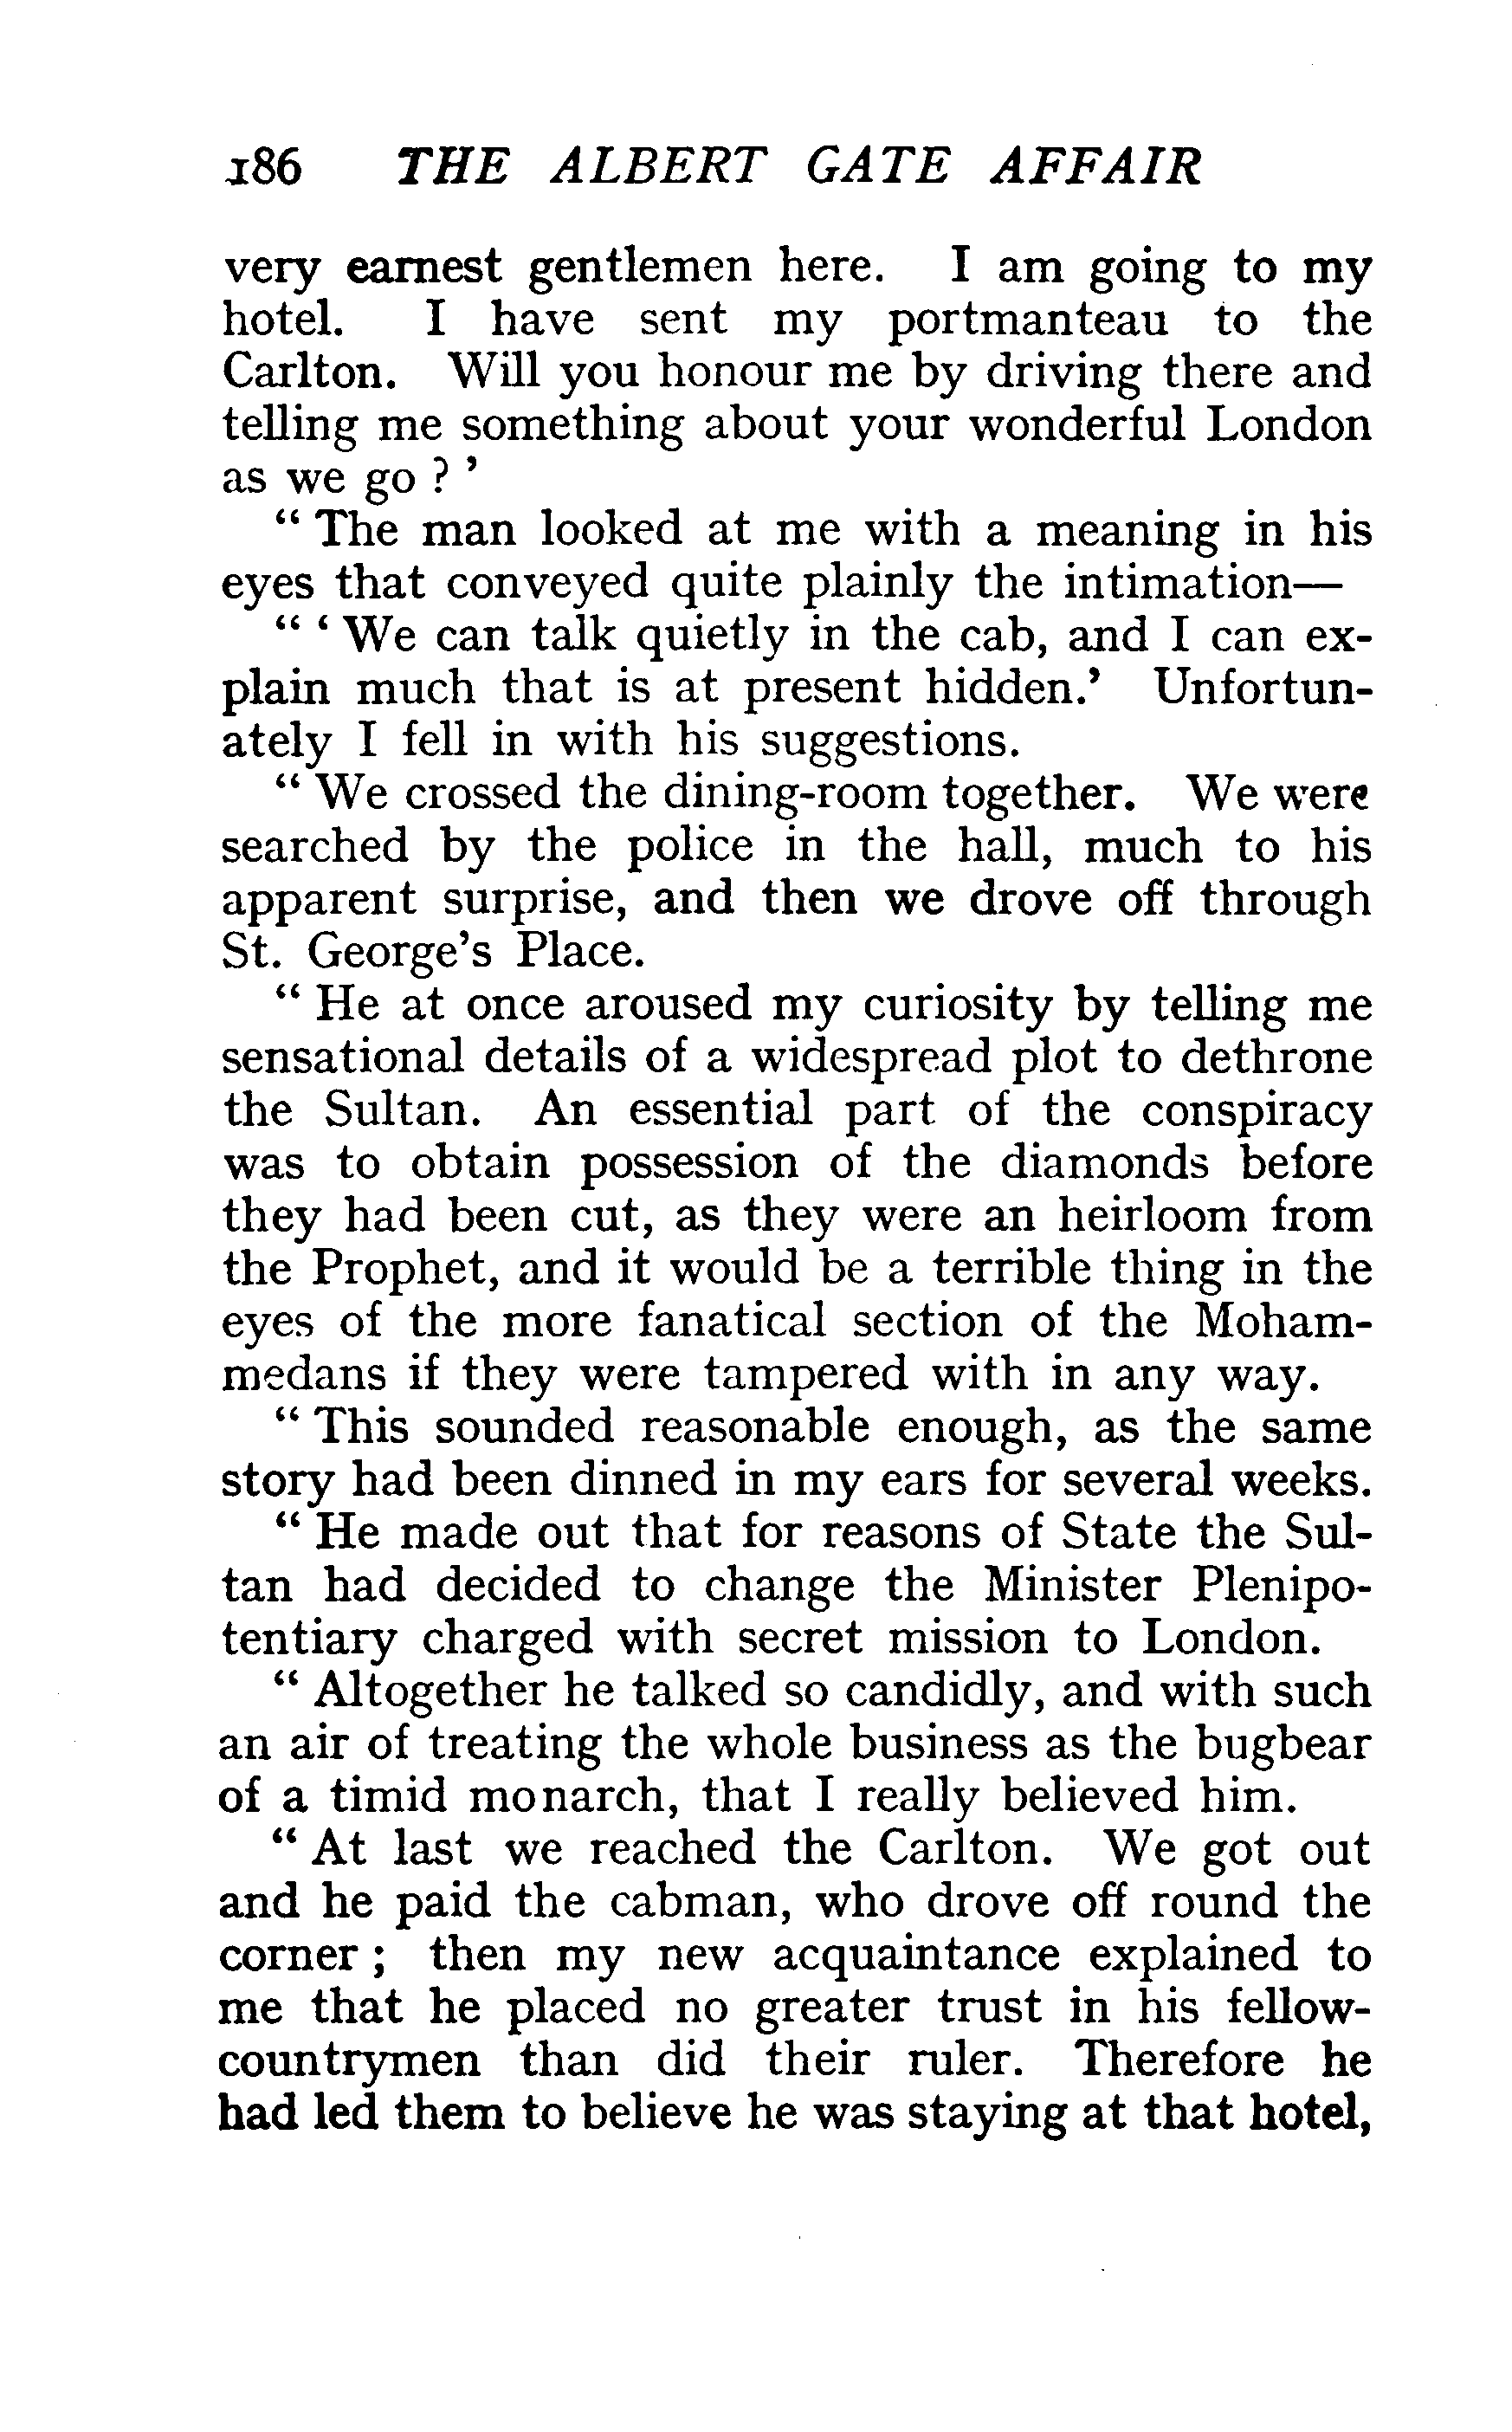 186 THE ALBERT GATE AFFAIR
very earnest gentlemen here. I am going to my
hotel. I have sent my portmanteau to the
Carlton. Will you honour me by driving there and
telling me something about your wonderful London
as we go ? ’
“ The man looked at me with a meaning in his
eyes that conveyed quite plainly the intimation—
“ ‘ We can talk quietly in the cab, and I can ex-
plain much that is at present hidden.’ Unfortun-
ately I fell in with his suggestions.
“ We crossed the dining-room together. We were
searched by the police in the hall, much to his
apparent surprise, and then we drove off through
St. George’s Place.
“ He at once aroused my curiosity by telling me
sensational details of a widespread plot to dethrone
the Sultan. An essential part of the conspiracy
was to obtain possession of the diamonds before
they had been cut, as they were an heirloom from
the Prophet, and it would be a terrible thing in the
eyes of the more fanatical section of the Moham-
medans if they were tampered with in any way.
“ This sounded reasonable enough, as the same
story had been dinned in my ears for several weeks.
“ He made out that for reasons of State the Sul-
tan had decided to change the Minister Plenipo-
tentiary charged with secret mission to London.
“ Altogether he talked so candidly, and with such
an air of treating the whole business as the bugbear
of a timid monarch, that I really believed him.
“ At last we reached the Carlton. We got out
and he paid the cabman, who drove off round the
corner ; then my new acquaintance explained to
me that he placed no greater trust in his fellow-
countrymen than did their ruler. Therefore he
had led them to believe he was staying at that hotel,